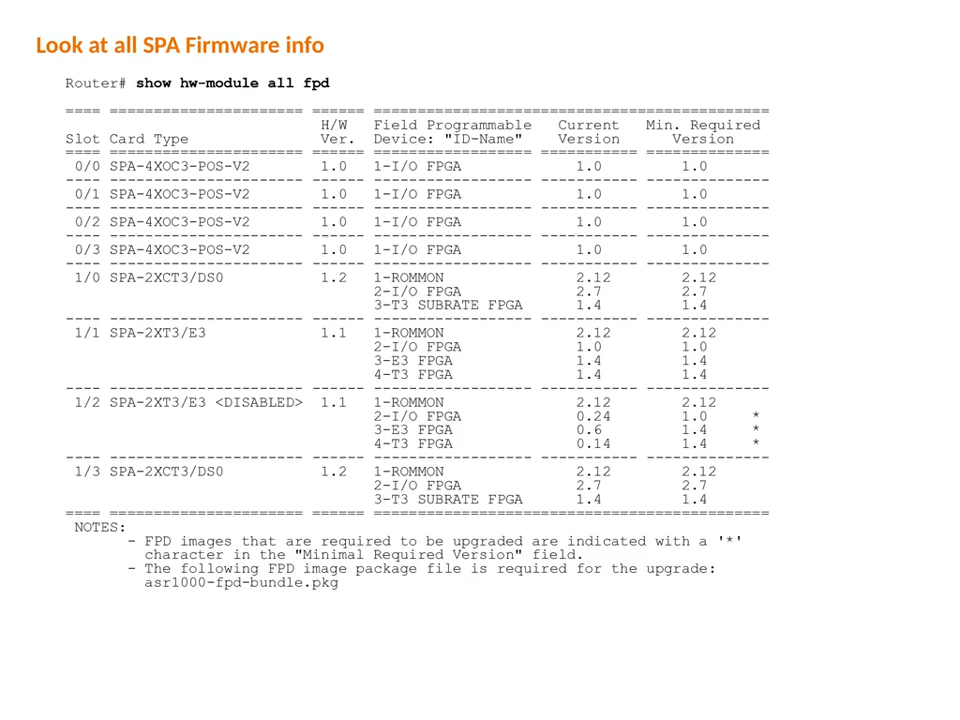 Look at all SPA Firmware info
Router# show hw-module all fpd
==== ====================== ====== =============================================
                             H/W   Field Programmable   Current   Min. Required
Slot Card Type               Ver.  Device: "ID-Name"    Version      Version
==== ====================== ====== ================== =========== ==============
 0/0 SPA-4XOC3-POS-V2        1.0   1-I/O FPGA            1.0         1.0
---- ---------------------- ------ ------------------ ----------- --------------
 0/1 SPA-4XOC3-POS-V2        1.0   1-I/O FPGA            1.0         1.0
---- ---------------------- ------ ------------------ ----------- --------------
 0/2 SPA-4XOC3-POS-V2        1.0   1-I/O FPGA            1.0         1.0
---- ---------------------- ------ ------------------ ----------- --------------
 0/3 SPA-4XOC3-POS-V2        1.0   1-I/O FPGA            1.0         1.0
---- ---------------------- ------ ------------------ ----------- --------------
 1/0 SPA-2XCT3/DS0           1.2   1-ROMMON              2.12        2.12
                                   2-I/O FPGA            2.7         2.7
                                   3-T3 SUBRATE FPGA     1.4         1.4
---- ---------------------- ------ ------------------ ----------- --------------
 1/1 SPA-2XT3/E3             1.1   1-ROMMON              2.12        2.12
                                   2-I/O FPGA            1.0         1.0
                                   3-E3 FPGA             1.4         1.4
                                   4-T3 FPGA             1.4         1.4
---- ---------------------- ------ ------------------ ----------- --------------
 1/2 SPA-2XT3/E3 <DISABLED>  1.1   1-ROMMON              2.12        2.12
                                   2-I/O FPGA            0.24        1.0     *
                                   3-E3 FPGA             0.6         1.4     *
                                   4-T3 FPGA             0.14        1.4     *
---- ---------------------- ------ ------------------ ----------- --------------
 1/3 SPA-2XCT3/DS0           1.2   1-ROMMON              2.12        2.12
                                   2-I/O FPGA            2.7         2.7
                                   3-T3 SUBRATE FPGA     1.4         1.4
==== ====================== ====== =============================================
 NOTES:
       - FPD images that are required to be upgraded are indicated with a '*'
         character in the "Minimal Required Version" field.
       - The following FPD image package file is required for the upgrade:
         asr1000-fpd-bundle.pkg